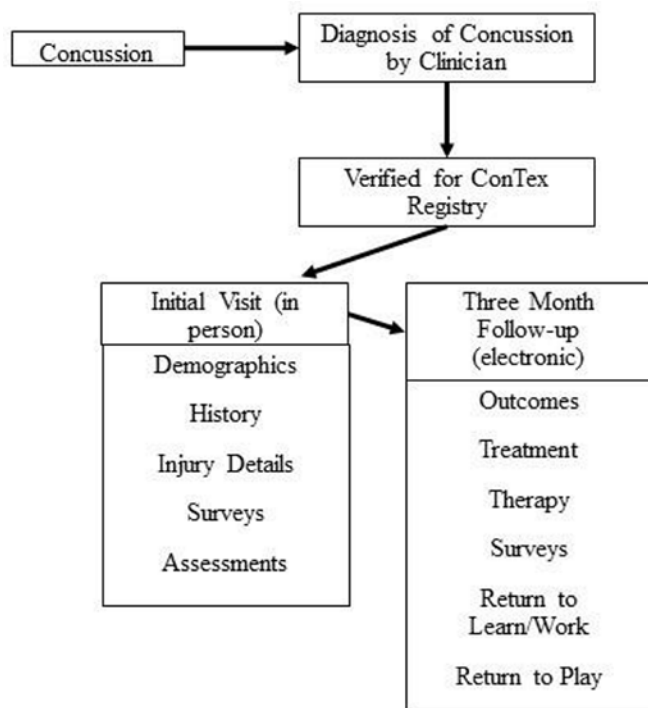 Concussion
Diagnosis of Concussion
by Clinician
Verified for ConTex
Registry
Initial Visit (in
person)
Demographics
History
Injury Details
Surveys
Assessments
Three Month
Follow-up
(electronic)
Outcomes
Treatment
Therapy
Surveys
Return to
Learn/Work
Return to Play